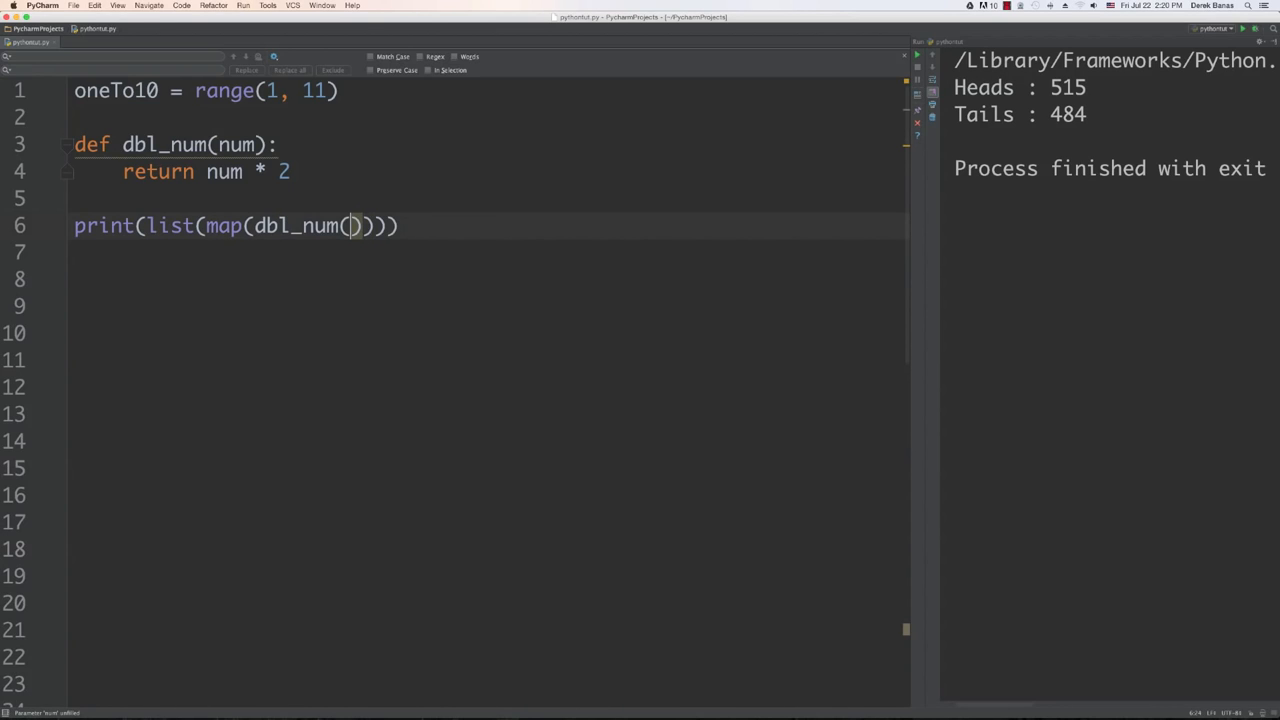 PyCharm File Edit View Navigate Code Refactor Run Tools VCS Window Help
10 Fri Jul 22 2:20 PM Derek Banas
pythontut.py - PycharmProjects - [~/PycharmProjects]
PycharmProjects pythontut.py pythontut
pythontut.py
Run: pythontut
Match Case Regex Words
Replace Replace all Exclude Preserve Case In Selection
1 oneTo10 = range(1, 11)
2
3 def dbl_num(num):
4 return num * 2
5
6 print(list(map(dbl_num())))
7
8
9
10
11
12
13
14
15
16
17
18
19
20
21
22
23
/Library/Frameworks/Python.
Heads : 515
Tails : 484
Process finished with exit
Parameter 'num' unfilled
6:24 LF÷ UTF-8÷